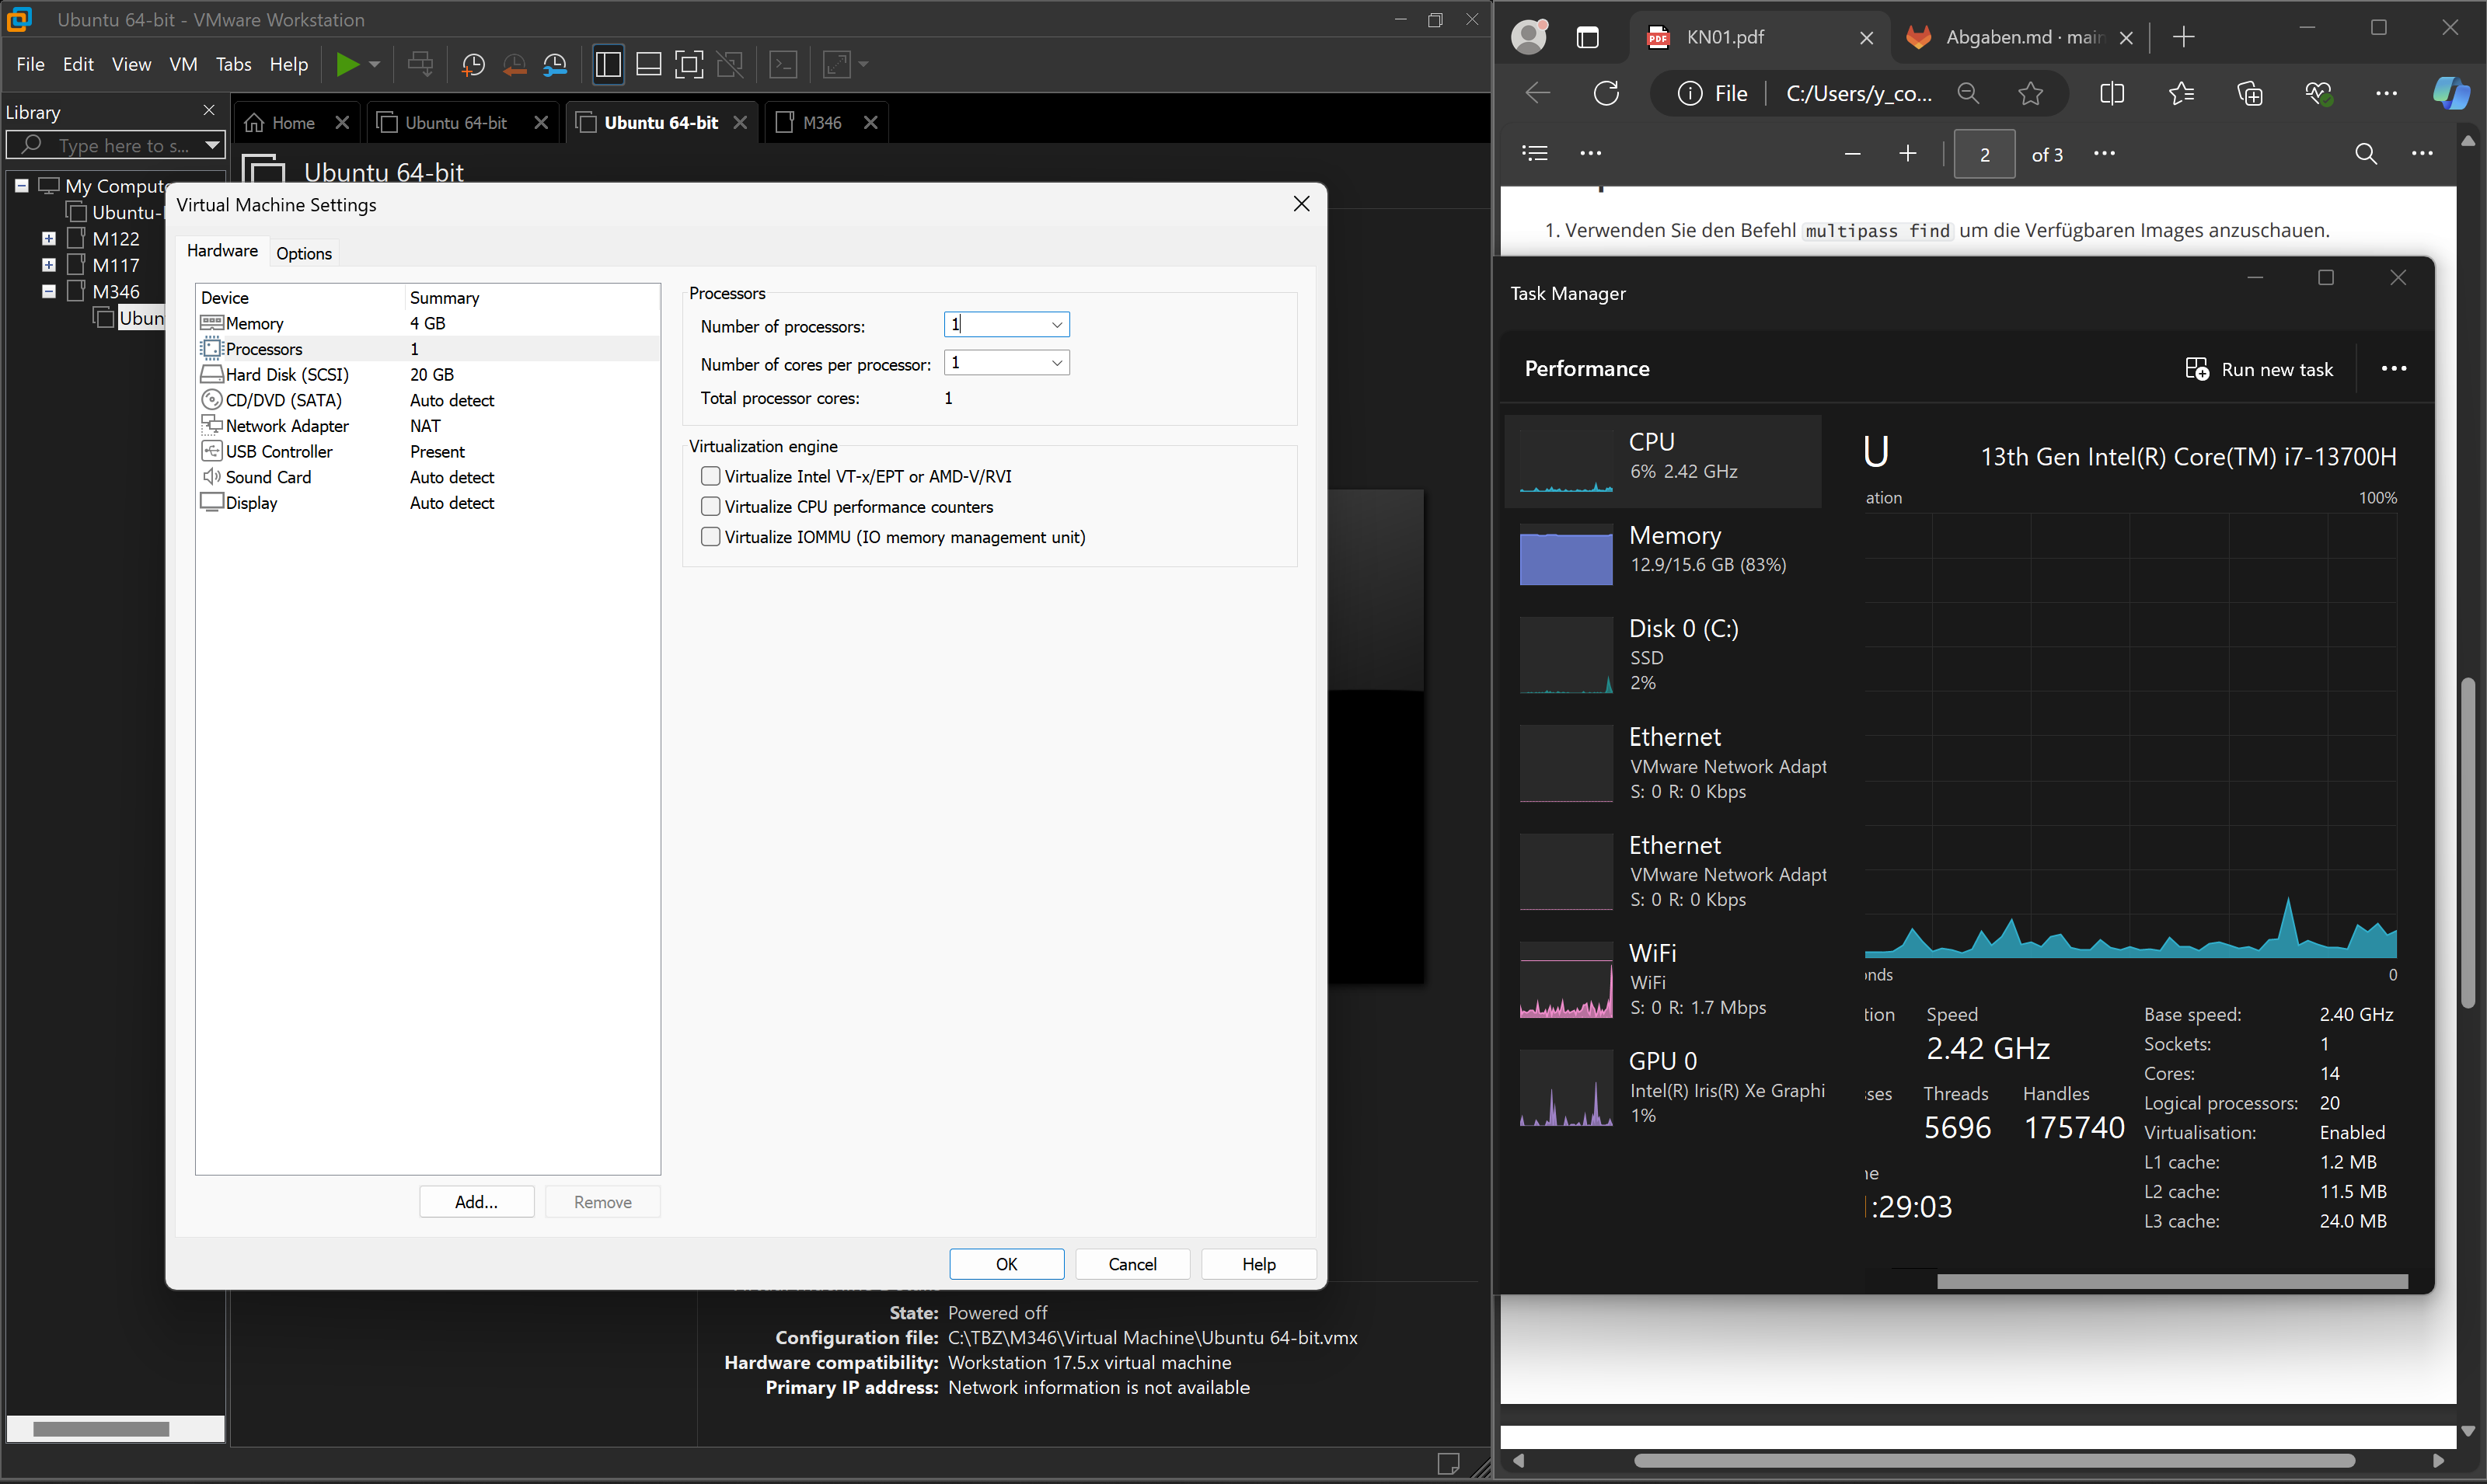 Ubuntu 64-bit - VMware Workstation
File Edit View VM Tabs Help
Library
Type here to s...
My Compute
Ubuntu-
M122
M117
M346
Ubun
Home
Ubuntu 64-bit
Ubuntu 64-bit
M346
Ubuntu 64-bit
Virtual Machine Settings
Hardware Options
Device Summary
Memory 4 GB
Processors 1
Hard Disk (SCSI) 20 GB
CD/DVD (SATA) Auto detect
Network Adapter NAT
USB Controller Present
Sound Card Auto detect
Display Auto detect
Add... Remove
Processors
Number of processors: 1
Number of cores per processor: 1
Total processor cores: 1
Virtualization engine
Virtualize Intel VT-x/EPT or AMD-V/RVI
Virtualize CPU performance counters
Virtualize IOMMU (IO memory management unit)
OK Cancel Help
State: Powered off
Configuration file: C:\TBZ\M346\Virtual Machine\Ubuntu 64-bit.vmx
Hardware compatibility: Workstation 17.5.x virtual machine
Primary IP address: Network information is not available
PDF KN01.pdf
Abgaben.md · main
File C:/Users/y_co...
2 of 3
1. Verwenden Sie den Befehl multipass find um die Verfügbaren Images anzuschauen.
Task Manager
Performance
Run new task
CPU
6% 2.42 GHz
Memory
12.9/15.6 GB (83%)
Disk 0 (C:)
SSD
2%
Ethernet
VMware Network Adapt
S: 0 R: 0 Kbps
Ethernet
VMware Network Adapt
S: 0 R: 0 Kbps
WiFi
WiFi
S: 0 R: 1.7 Mbps
GPU 0
Intel(R) Iris(R) Xe Graphi
1%
U 13th Gen Intel(R) Core(TM) i7-13700H
ation 100%
onds 0
tion Speed
2.42 GHz
ses Threads Handles
5696 175740
ne
:29:03
Base speed: 2.40 GHz
Sockets: 1
Cores: 14
Logical processors: 20
Virtualisation: Enabled
L1 cache: 1.2 MB
L2 cache: 11.5 MB
L3 cache: 24.0 MB